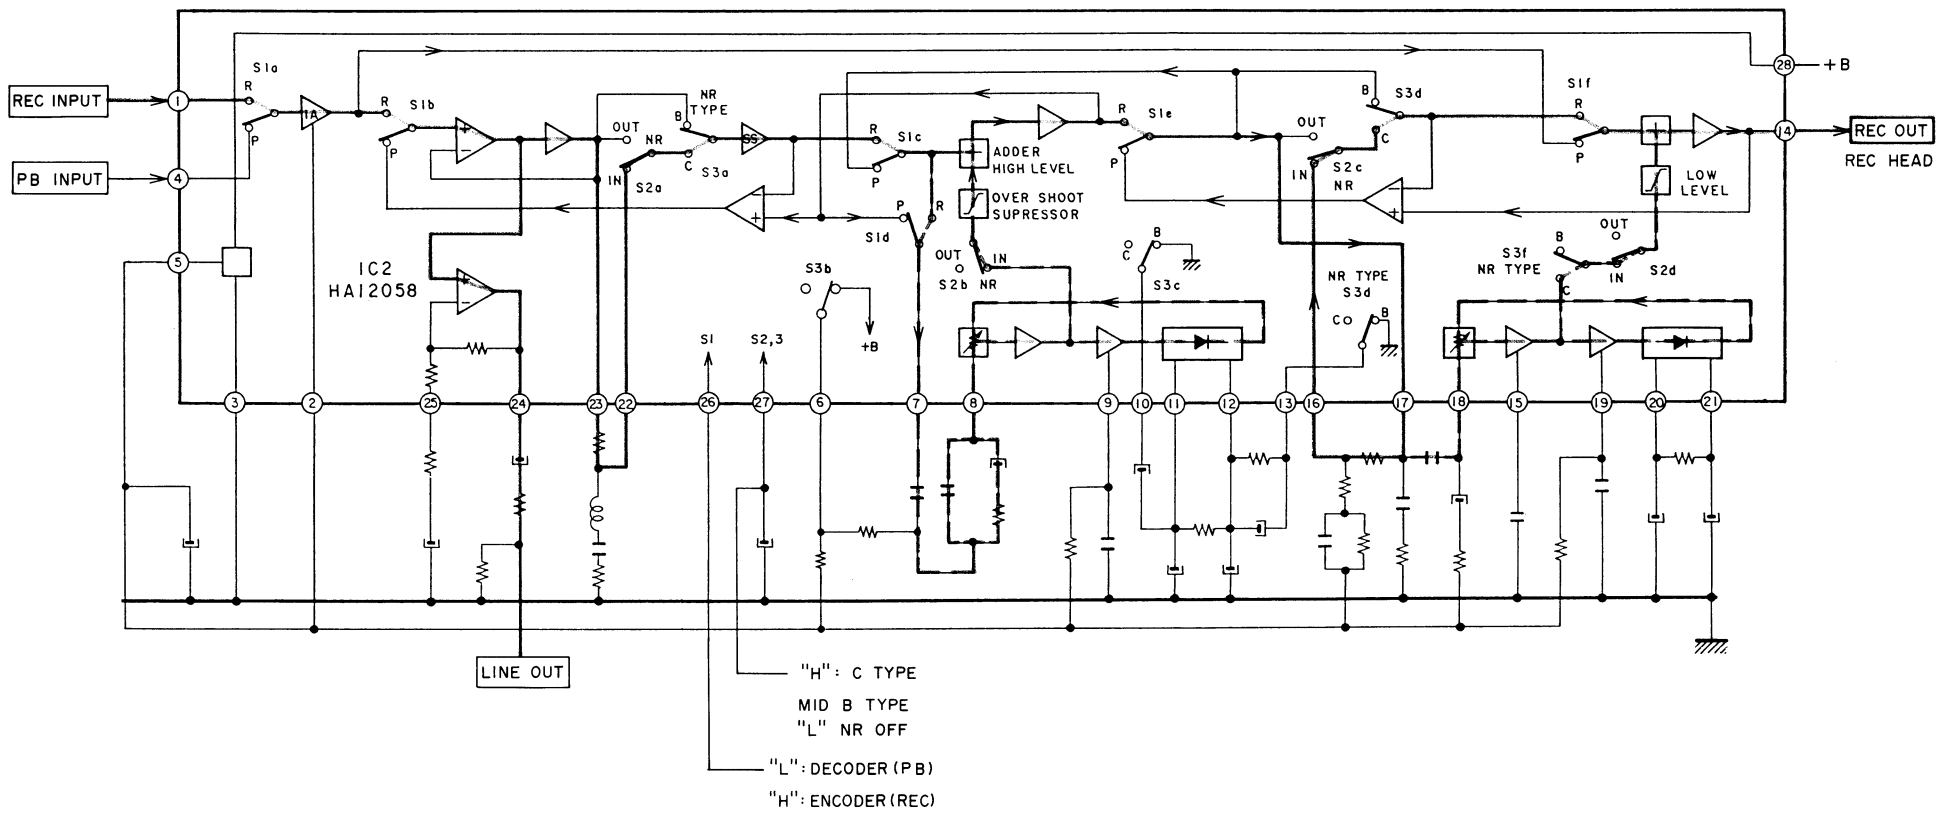 REC INPUT
1
PB INPUT
4
5
S1a
R
P
1A
R
S1b
P
+
−
IC2
HA12058
+
−
NR
TYPE
B
OUT
NR
C
S3a
IN
S2a
SS
−
+
R
S1c
P
P
R
S1d
ADDER
HIGH LEVEL
OVER SHOOT
SUPRESSOR
OUT
IN
S2b
NR
R
S1e
P
B
S3d
OUT
C
IN
S2c
NR
−
+
S1f
R
P
28
+B
14
REC OUT
REC HEAD
LOW
LEVEL
OUT
S3f
B
NR TYPE
IN
S2d
C
S3b
+B
B
C
S3c
NR TYPE
S3d
C
B
S1
S2,3
3
2
25
24
23
22
26
27
6
7
8
9
10
11
12
13
16
17
18
15
19
20
21
LINE OUT
"H": C TYPE
MID B TYPE
"L" NR OFF
"L": DECODER (PB)
"H": ENCODER (REC)